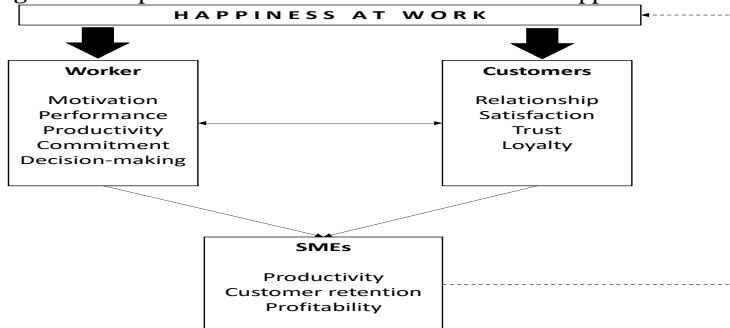 HAPPINESS AT WORK
Worker
Motivation
Performance
Productivity
Commitment
Decision-making
Customers
Relationship
Satisfaction
Trust
Loyalty
SMEs
Productivity
Customer retention
Profitability